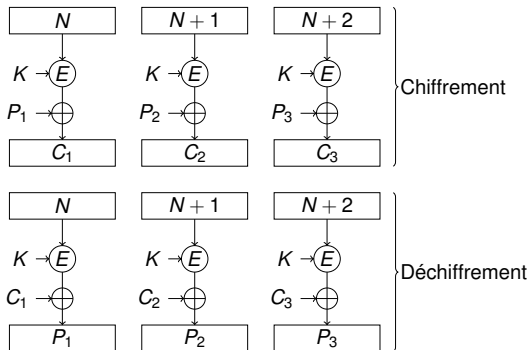 N N + 1 N + 2
K E K E K E
Chiffrement
P1 P2 P3
C1 C2 C3
N N + 1 N + 2
K E K E K E
Déchiffrement
C1 C2 C3
P1 P2 P3